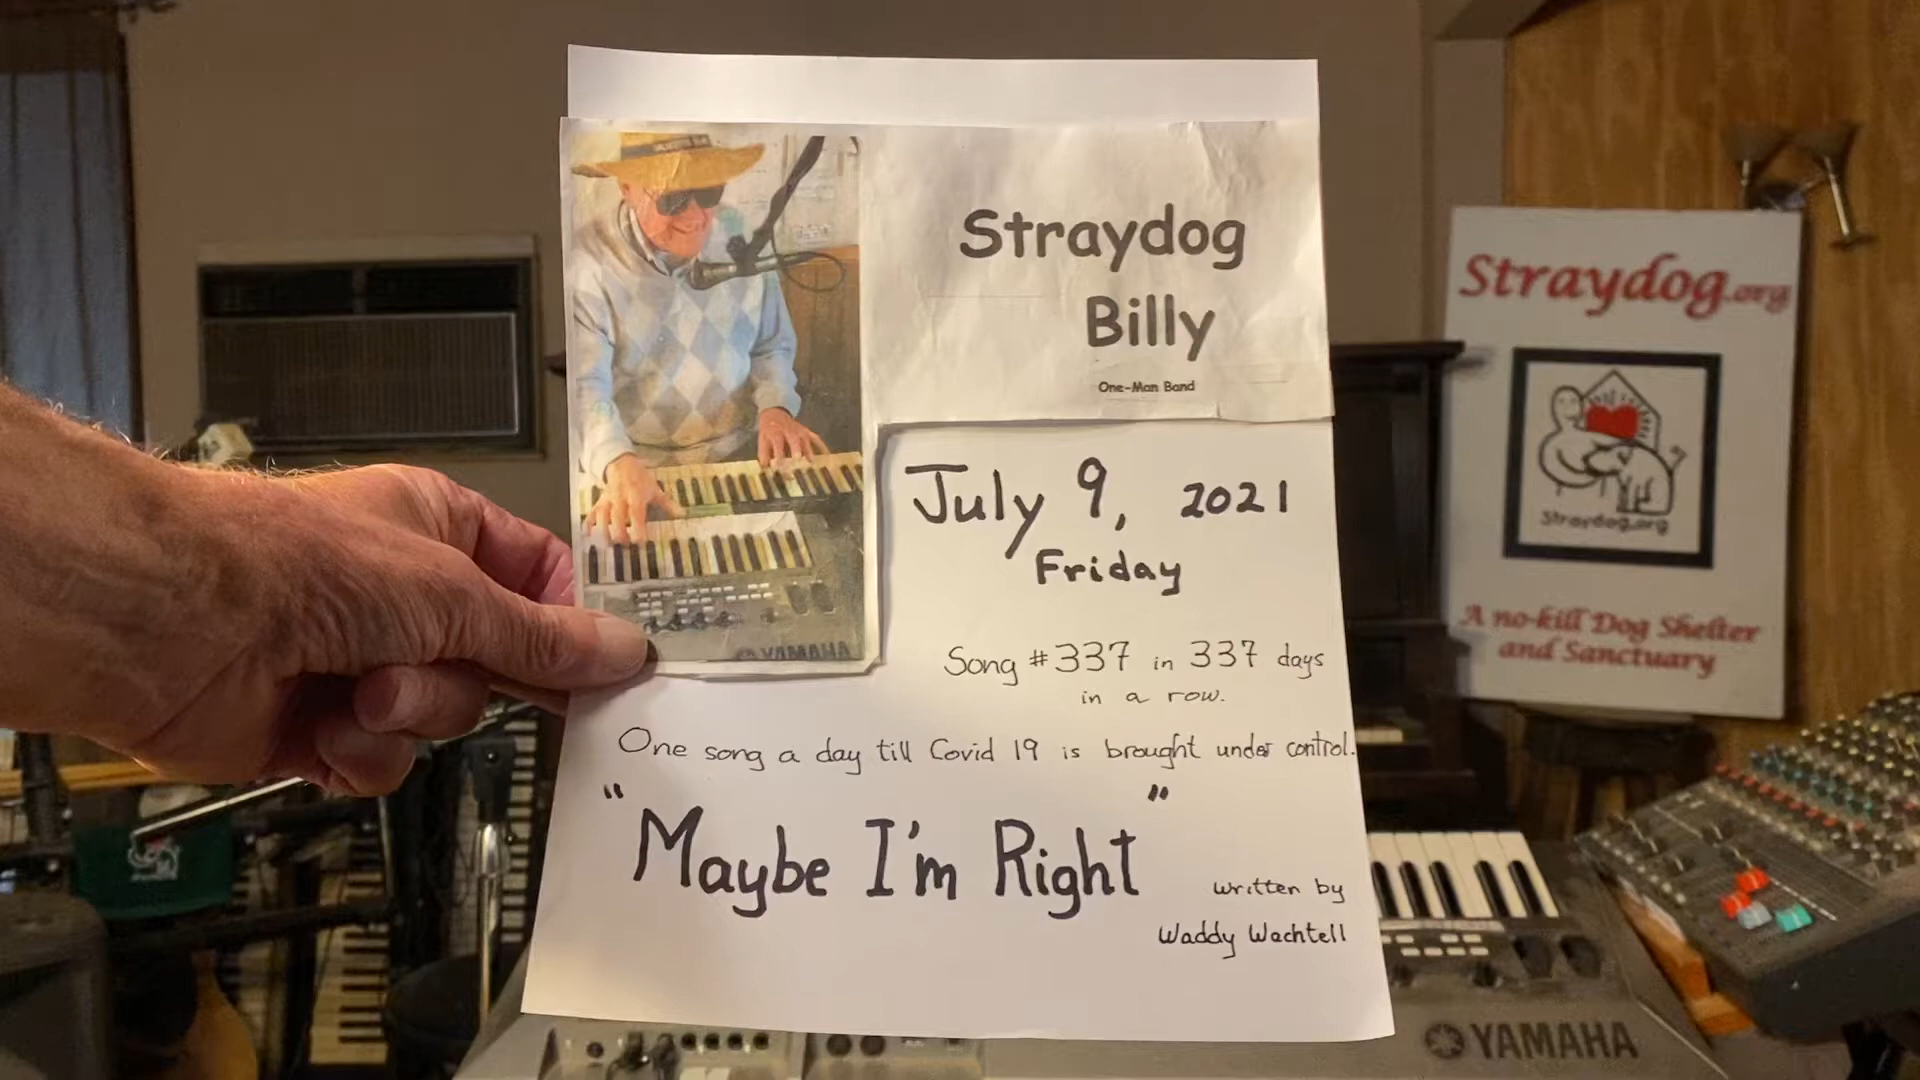 Straydog
Billy
One-Man Band
July 9, 2021
Friday
Song #337 in 337 days
in a row.
One song a day till Covid 19 is brought under control.
"Maybe I'm Right"
written by
Waddy Wachtell
YAMAHA
Straydog.org
Straydog.org
A no-kill Dog Shelter
and Sanctuary
YAMAHA